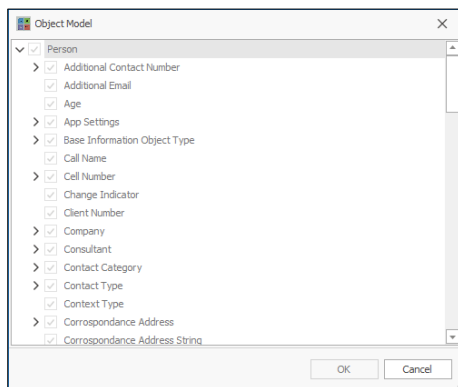 Object Model
Person
Additional Contact Number
Additional Email
Age
App Settings
Base Information Object Type
Call Name
Cell Number
Change Indicator
Client Number
Company
Consultant
Contact Category
Contact Type
Context Type
Corrospondance Address
Corrospondance Address String
OK
Cancel